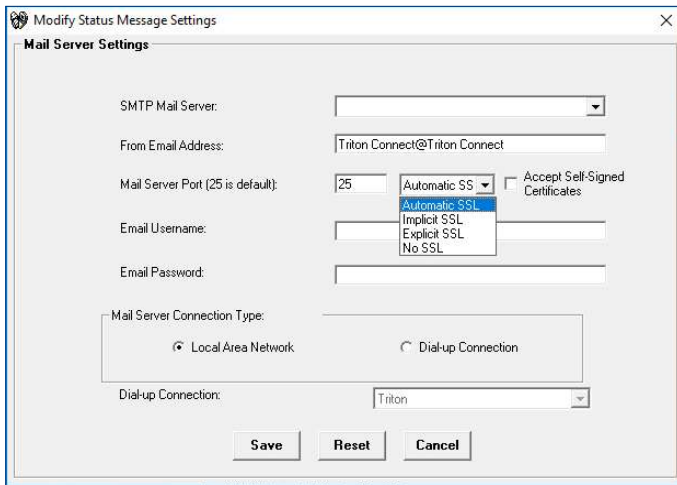 Modify Status Message Settings
Mail Server Settings
SMTP Mail Server:
From Email Address:
Triton Connect@Triton Connect
Mail Server Port (25 is default):
25
Automatic SS
Accept Self-Signed
Certificates
Automatic SSL
Implicit SSL
Explicit SSL
No SSL
Email Username:
Email Password:
Mail Server Connection Type:
Local Area Network
Dial-up Connection
Dial-up Connection:
Triton
Save
Reset
Cancel